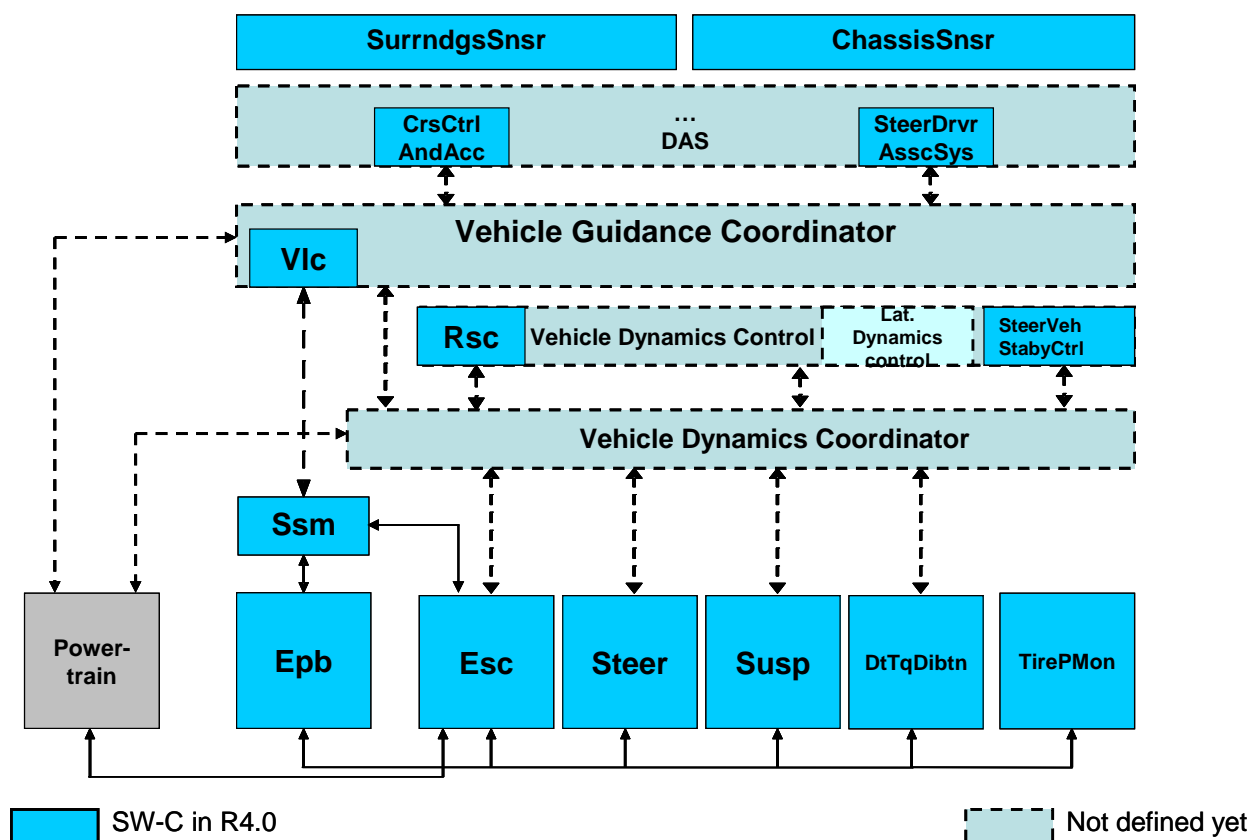 SurrndgsSnsr
ChassisSnsr
CrsCtrl
AndAcc
…
DAS
SteerDrvr
AsscSys
Vehicle Guidance Coordinator
Vlc
Rsc
Vehicle Dynamics Control
Lat.
Dynamics
control
SteerVeh
StabyCtrl
Vehicle Dynamics Coordinator
Ssm
Power-
train
Epb
Esc
Steer
Susp
DtTqDibtn
TirePMon
SW-C in R4.0
Not defined yet